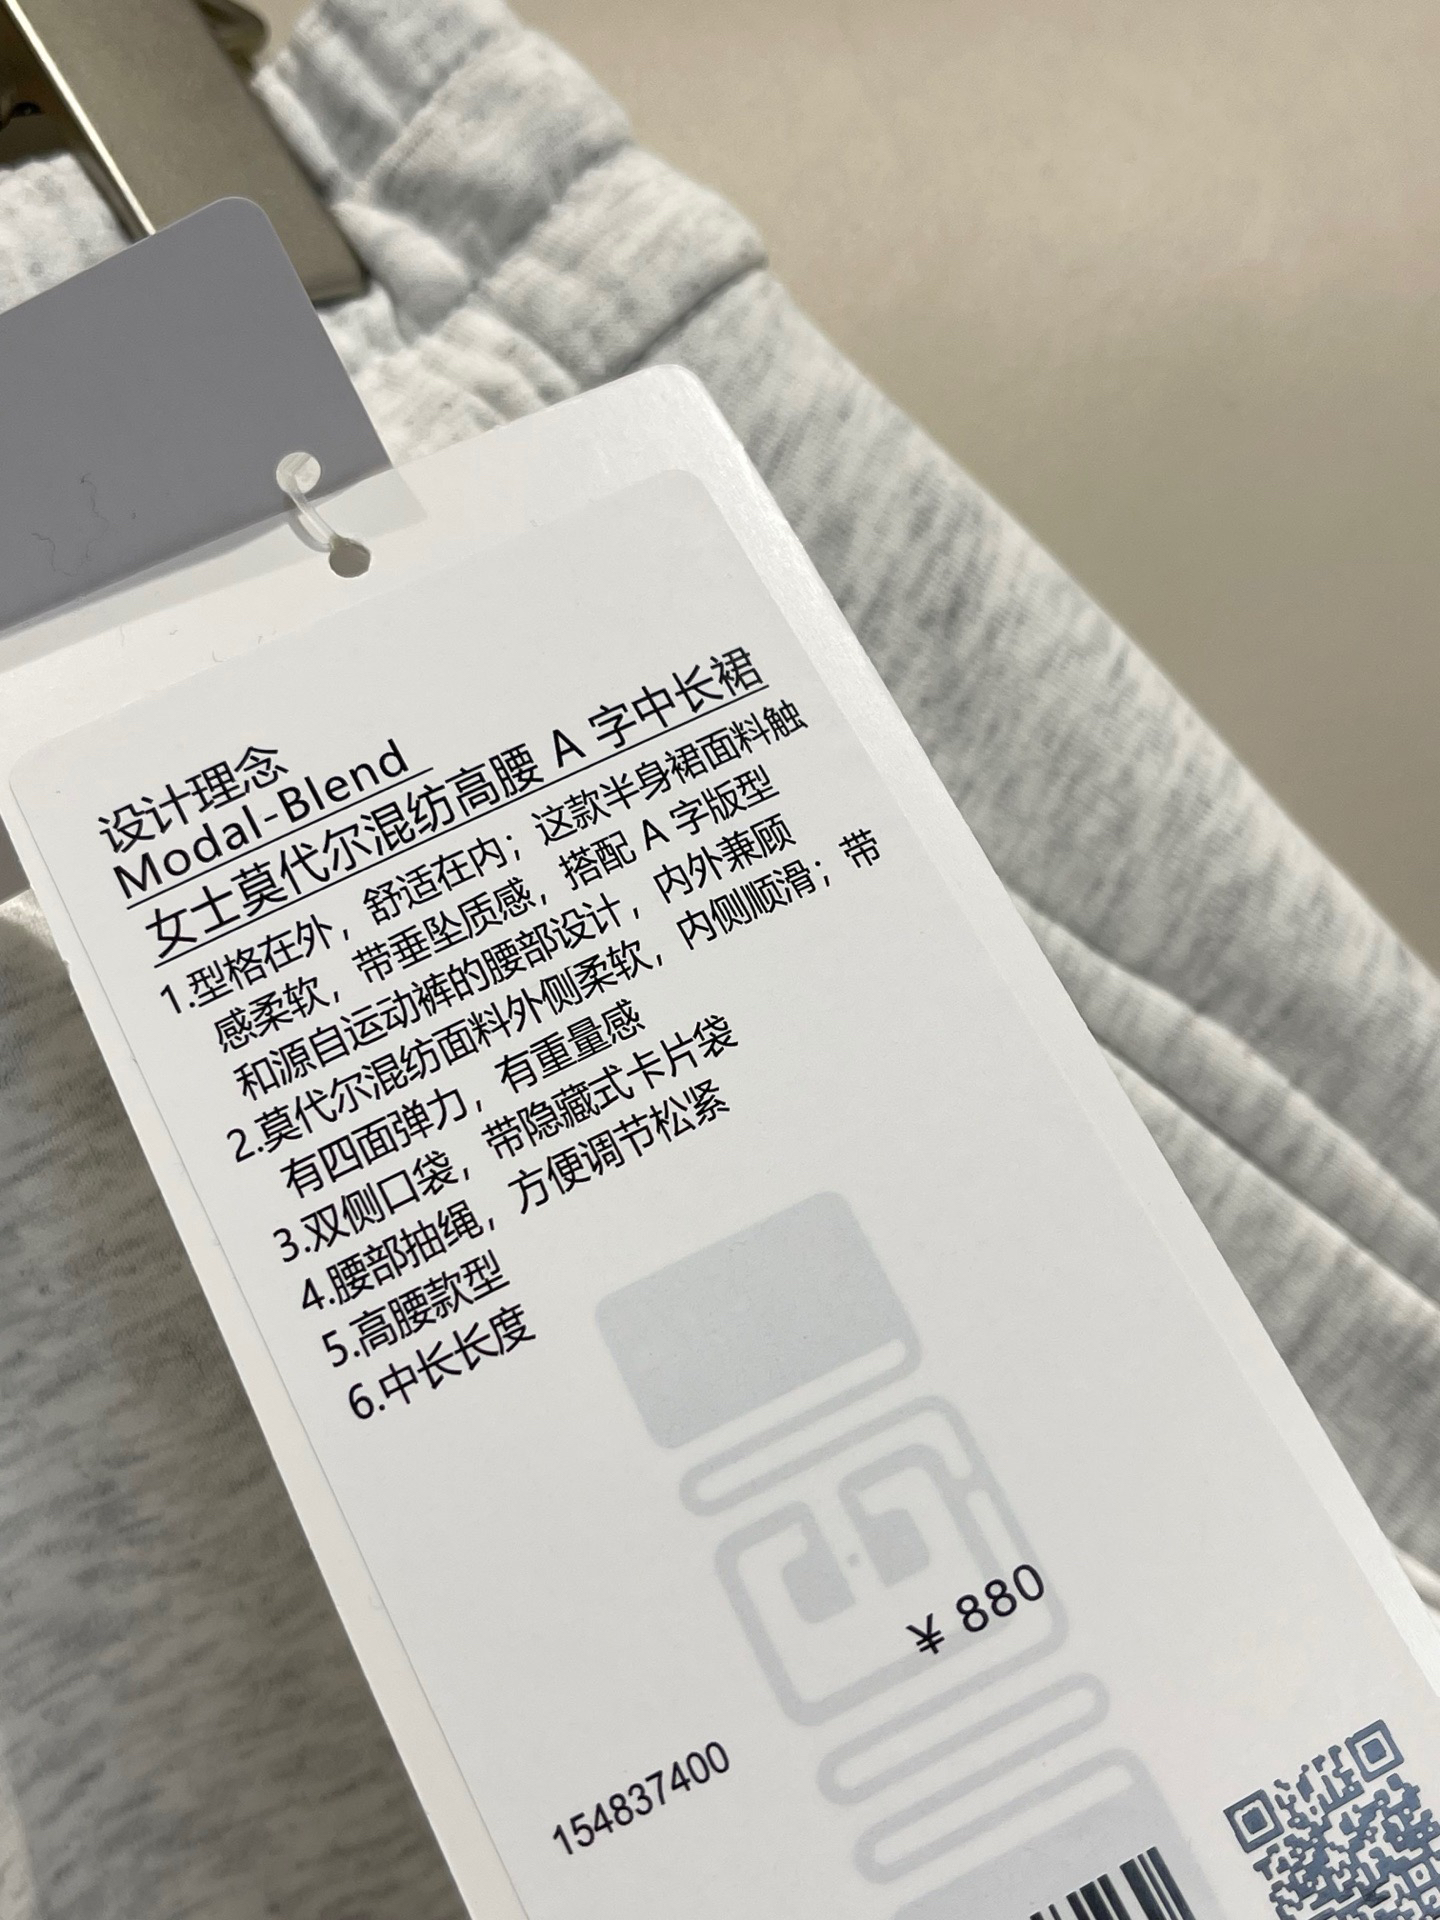 设计理念
Modal-Blend
女士莫代尔混纺高腰 A 字中长裙
1.型格在外，舒适在内；这款半身裙面料触
感柔软，带垂坠质感，搭配 A 字版型
和源自运动裤的腰部设计，内外兼顾
2.莫代尔混纺面料外侧柔软，内侧顺滑；带
有四面弹力，有重量感
3.双侧口袋，带隐藏式卡片袋
4.腰部抽绳，方便调节松紧
5.高腰款型
6.中长长度
¥ 880
154837400